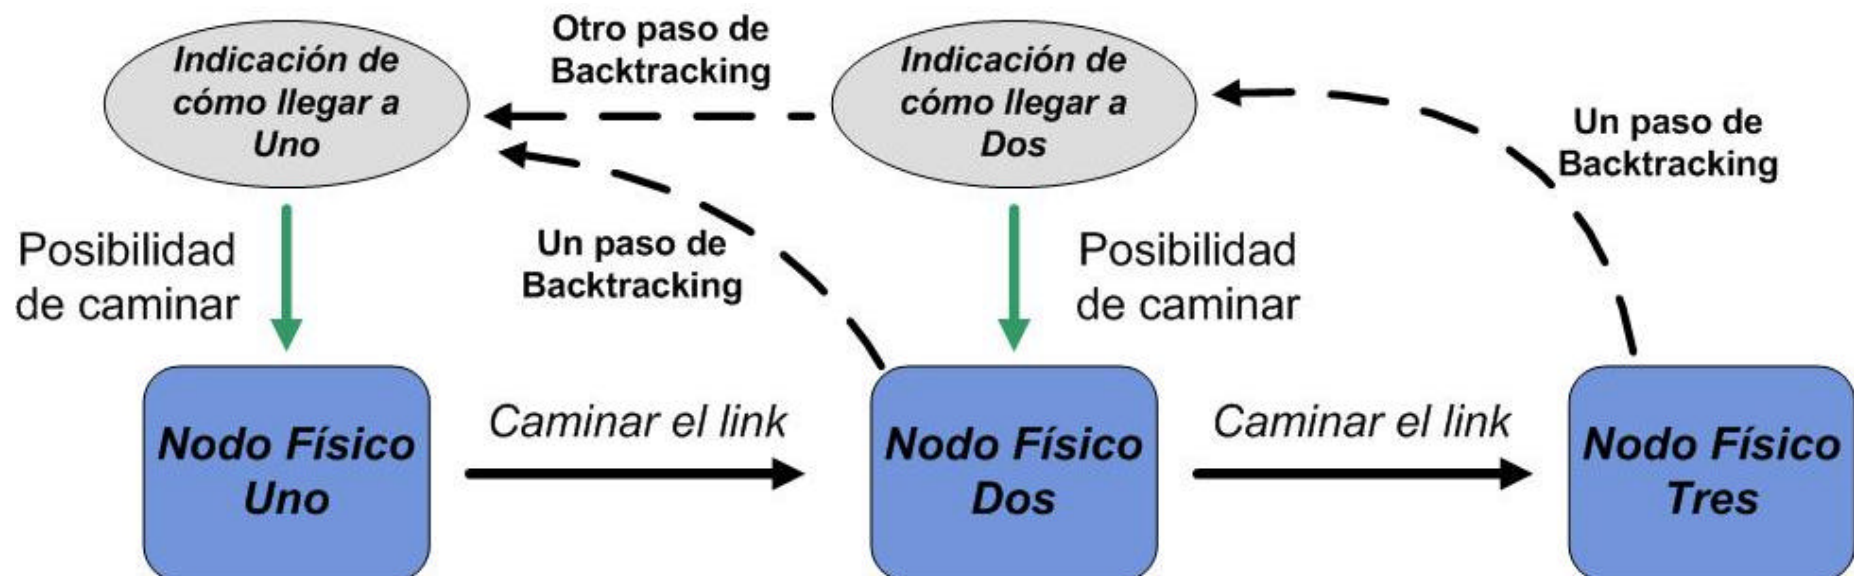 Indicación de
cómo llegar a
Uno
Otro paso de
Backtracking
Indicación de
cómo llegar a
Dos
Un paso de
Backtracking
Posibilidad
de caminar
Un paso de
Backtracking
Posibilidad
de caminar
Nodo Físico
Uno
Caminar el link
Nodo Físico
Dos
Caminar el link
Nodo Físico
Tres